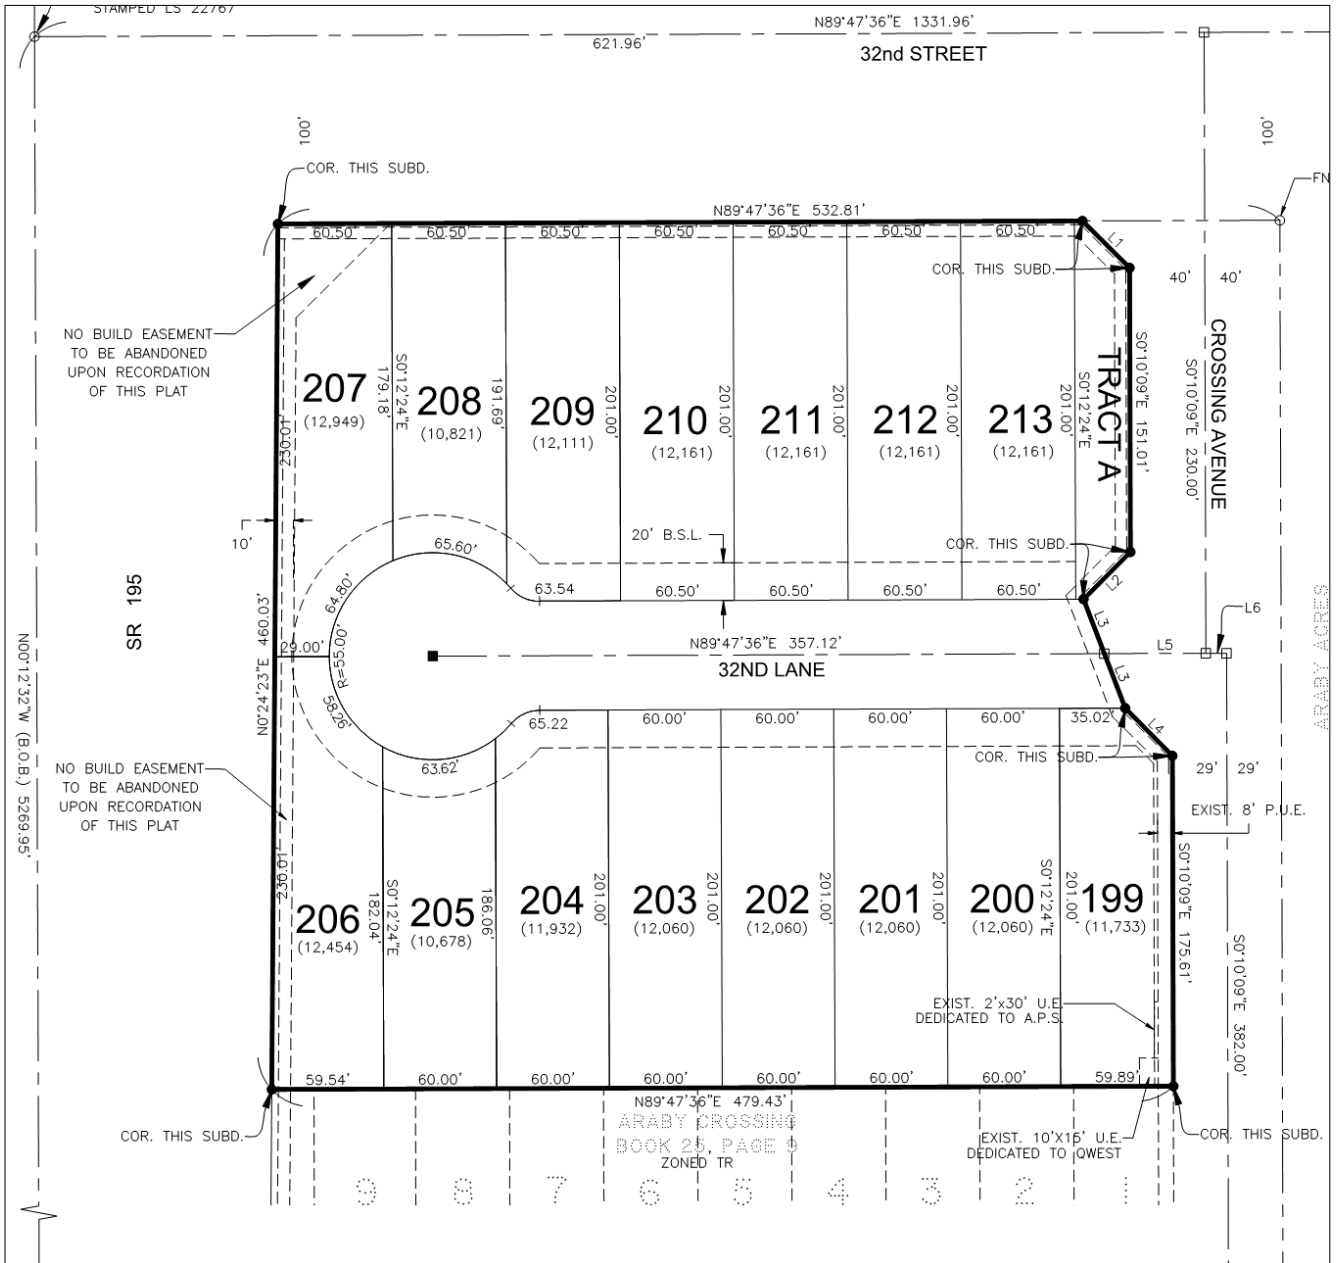 STAMPED LS 22767
N89°47'36"E 1331.96'
621.96'
32nd STREET
100'
100'
COR. THIS SUBD.
FN
N89°47'36"E 532.81'
60.50'
60.50'
60.50'
60.50'
60.50'
60.50'
60.50'
L1
COR. THIS SUBD.
40'
40'
NO BUILD EASEMENT
TO BE ABANDONED
UPON RECORDATION
OF THIS PLAT
CROSSING AVENUE
S0°10'09"E 230.00'
S0°10'09"E 151.01'
TRACT A
207
(12,949)
179.18'
S0°12'24"E
208
(10,821)
191.69'
209
(12,111)
201.00'
210
(12,161)
201.00'
211
(12,161)
201.00'
212
(12,161)
201.00'
213
(12,161)
201.00'
S0°12'24"E
230.01'
10'
65.60'
20' B.S.L.
COR. THIS SUBD.
64.80'
63.54
60.50'
60.50'
60.50'
60.50'
L2
L3
L6
SR 195
N0°24'23"E 460.03'
29.00'
R=55.00'
N89°47'36"E 357.12'
32ND LANE
L5
L3
ARABY ACRES
N00°12'32"W (B.O.B.) 5269.95'
58.26'
63.62'
65.22
60.00'
60.00'
60.00'
60.00'
35.02'
L4
COR. THIS SUBD.
29'
29'
NO BUILD EASEMENT
TO BE ABANDONED
UPON RECORDATION
OF THIS PLAT
EXIST. 8' P.U.E.
230.01'
206
(12,454)
182.04'
S0°12'24"E
205
(10,678)
186.06'
204
(11,932)
201.00'
203
(12,060)
201.00'
202
(12,060)
201.00'
201
(12,060)
201.00'
200
(12,060)
S0°12'24"E
201.00'
199
(11,733)
S0°10'09"E 175.61'
S0°10'09"E 382.00'
EXIST. 2'x30' U.E.
DEDICATED TO A.P.S.
59.54'
60.00'
60.00'
60.00'
60.00'
60.00'
60.00'
59.89'
N89°47'36"E 479.43'
COR. THIS SUBD.
ARABY CROSSING
BOOK 25, PAGE 9
ZONED TR
EXIST. 10'X15' U.E.
DEDICATED TO QWEST
COR. THIS SUBD.
9 8 7 6 5 4 3 2 1